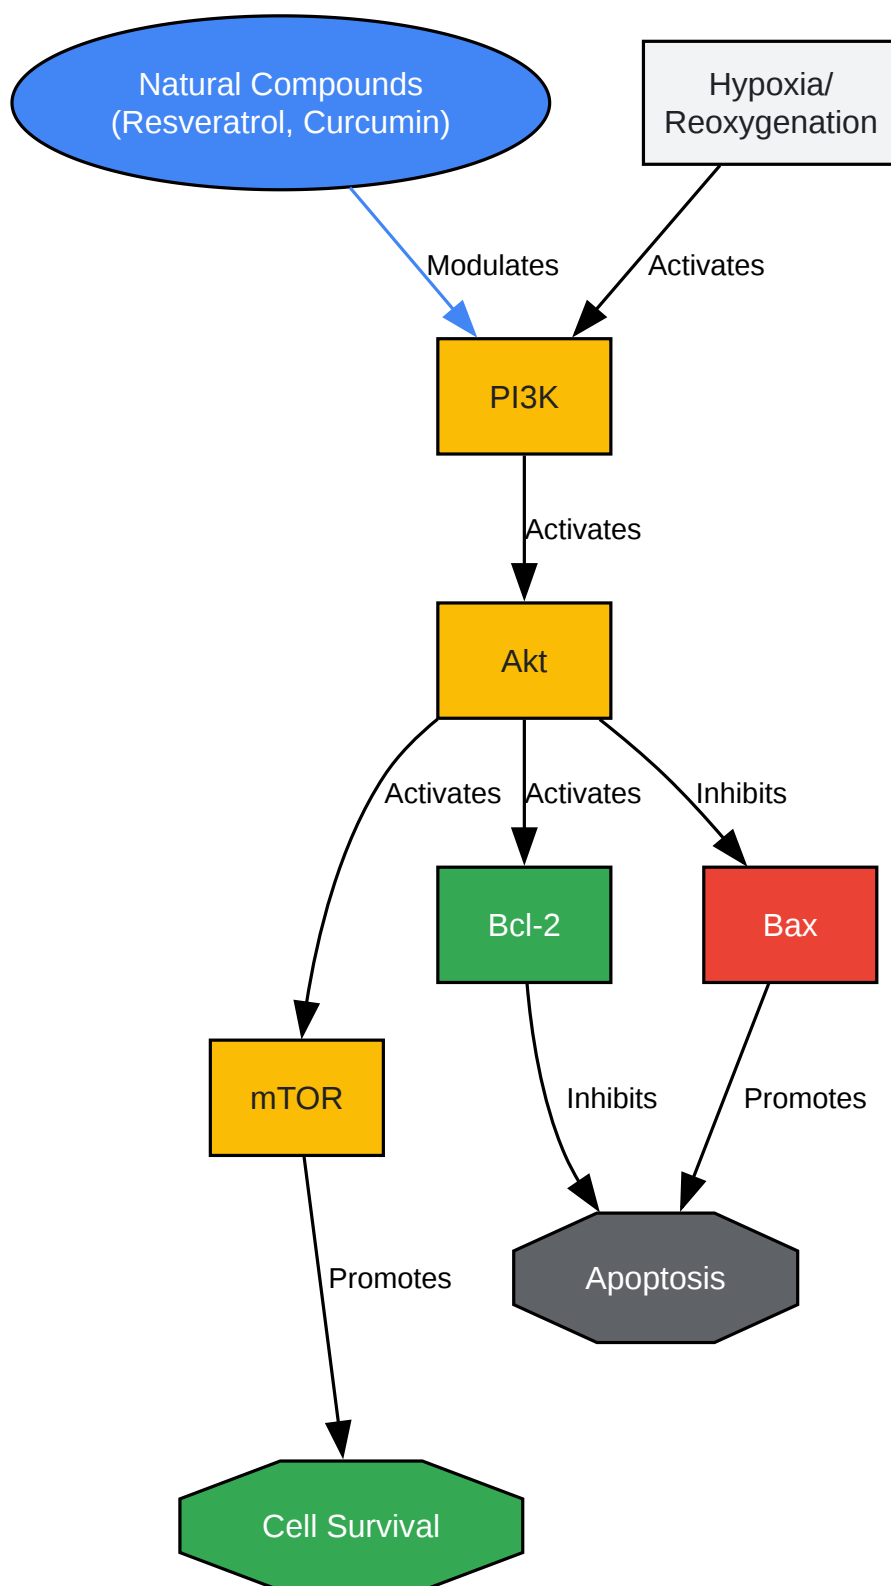 Natural Compounds
(Resveratrol, Curcumin)
Hypoxia/
Reoxygenation
Modulates
Activates
PI3K
Activates
Akt
Activates
Activates
Inhibits
Bcl-2
Bax
mTOR
Inhibits
Promotes
Apoptosis
Promotes
Cell Survival